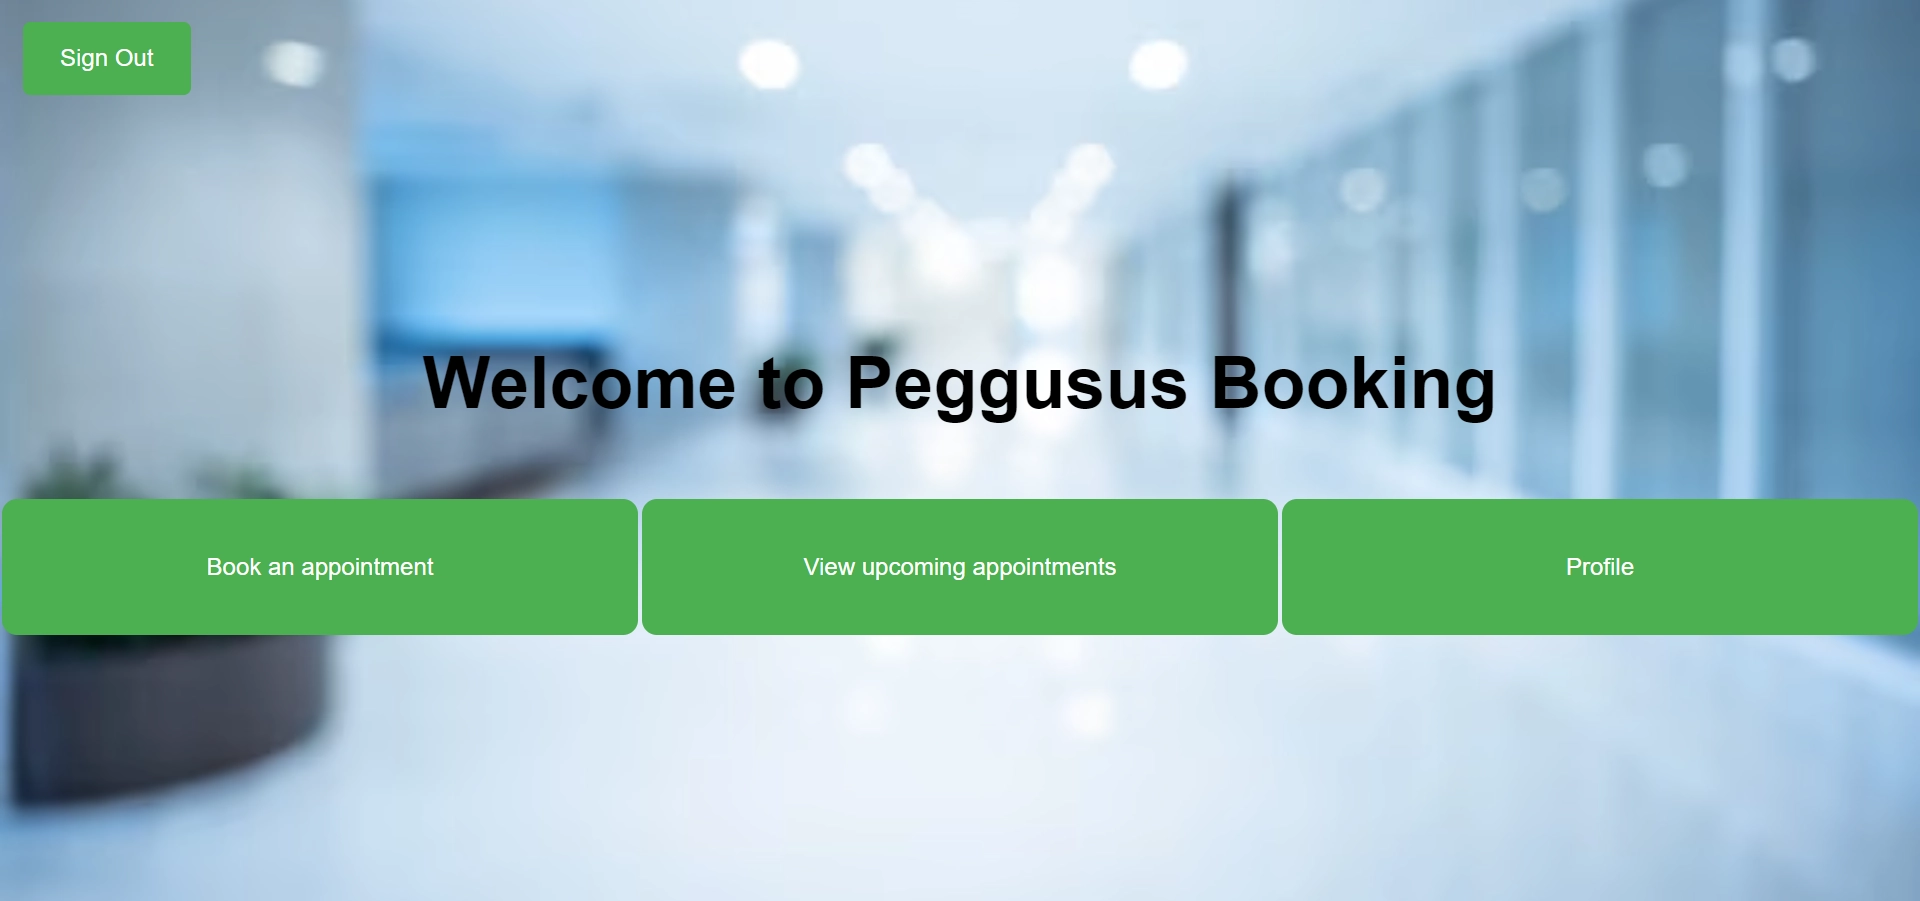 Sign Out
Welcome to Peggusus Booking
Book an appointment
View upcoming appointments
Profile